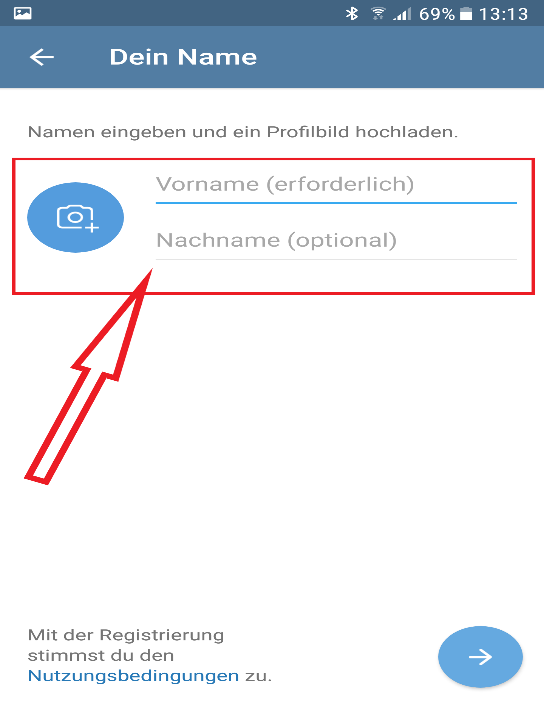 69% 13:13
Dein Name
Namen eingeben und ein Profilbild hochladen.
Vorname (erforderlich)
Nachname (optional)
Mit der Registrierung
stimmst du den
Nutzungsbedingungen zu.